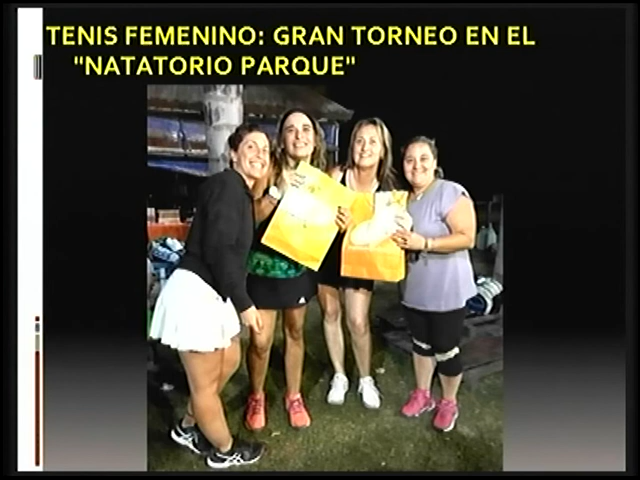 TENIS FEMENINO: GRAN TORNEO EN EL
"NATATORIO PARQUE"